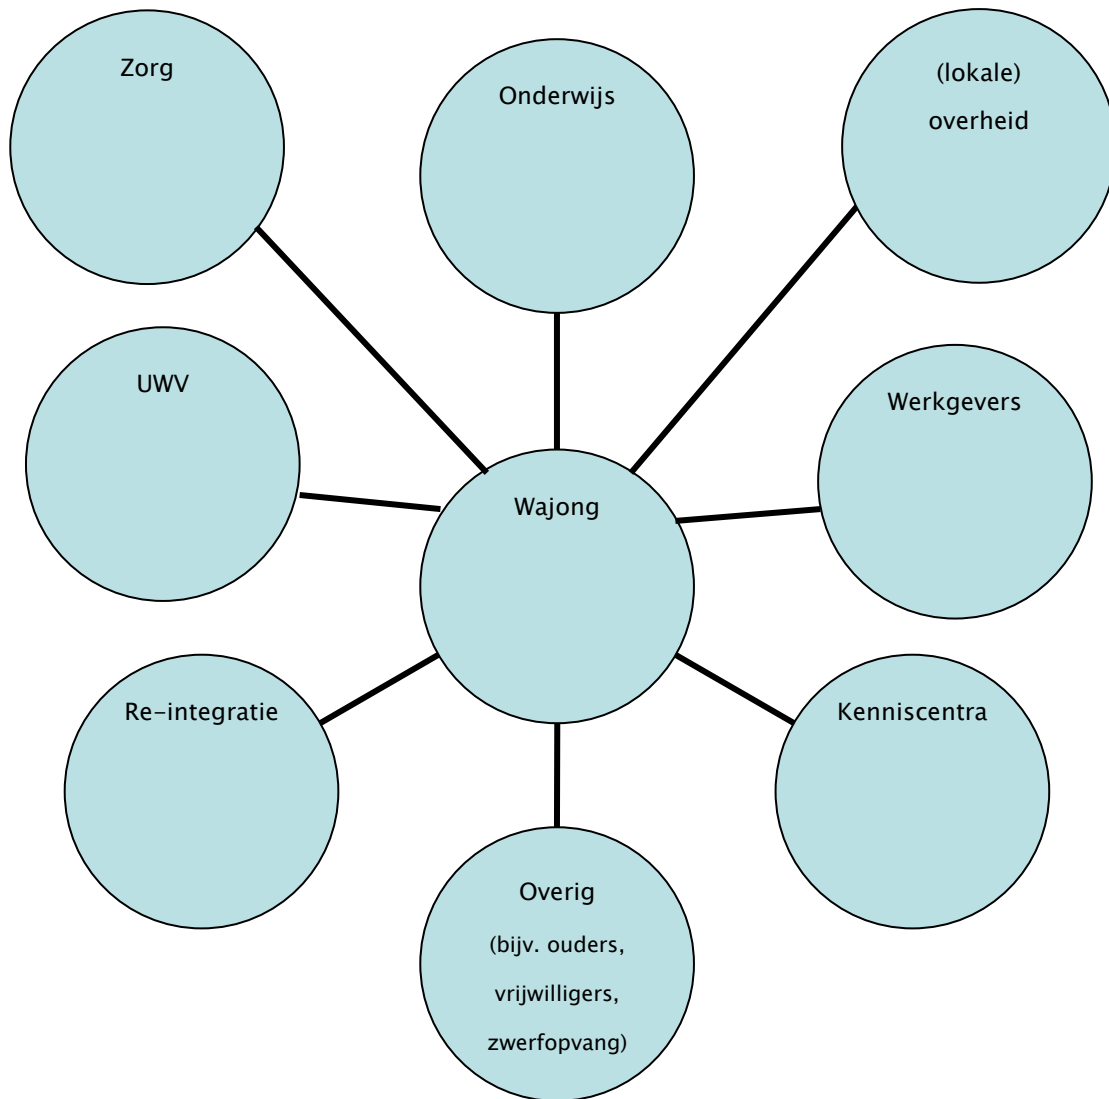 Zorg
Onderwijs
(lokale)
overheid
UWV
Werkgevers
Wajong
Re-integratie
Kenniscentra
Overig
(bijv. ouders,
vrijwilligers,
zwerfopvang)